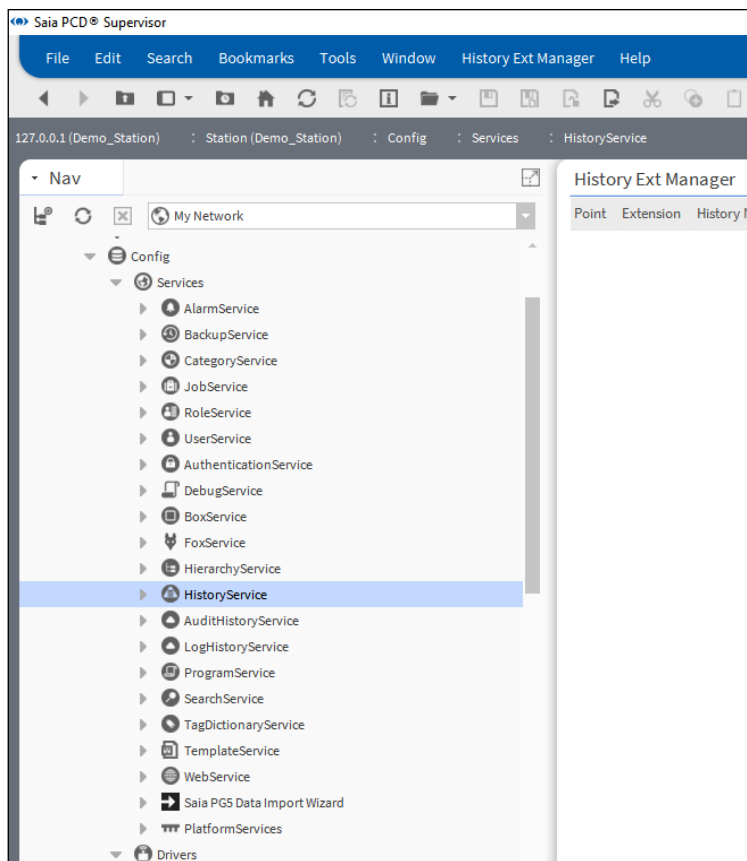 Saia PCD® Supervisor
File Edit Search Bookmarks Tools Window History Ext Manager Help
127.0.0.1 (Demo_Station) : Station (Demo_Station) : Config : Services : HistoryService
Nav
History Ext Manager
My Network
Point Extension History
Config
Services
AlarmService
BackupService
CategoryService
JobService
RoleService
UserService
AuthenticationService
DebugService
BoxService
FoxService
HierarchyService
HistoryService
AuditHistoryService
LogHistoryService
ProgramService
SearchService
TagDictionaryService
TemplateService
WebService
Saia PG5 Data Import Wizard
PlatformServices
Drivers